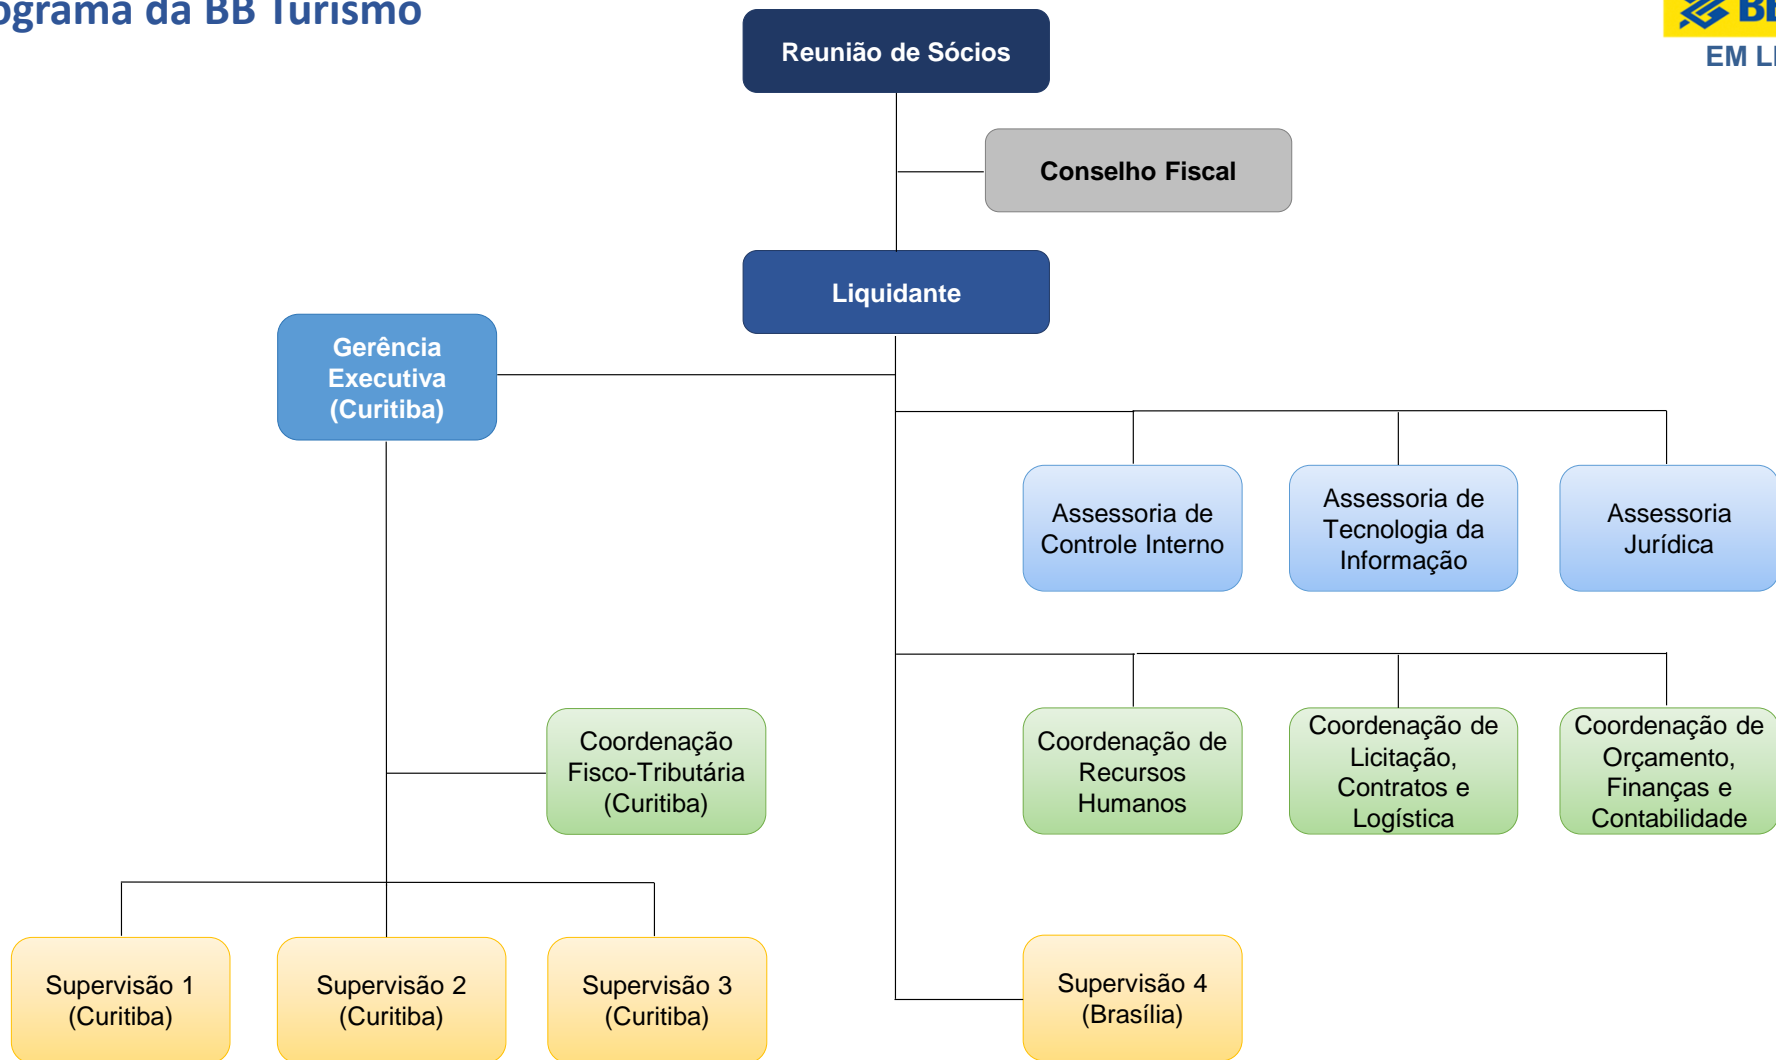 ograma da BB Turismo
EM LI
Reunião de Sócios
Conselho Fiscal
Liquidante
Gerência
Executiva
(Curitiba)
Assessoria de
Controle Interno
Assessoria de
Tecnologia da
Informação
Assessoria
Jurídica
Coordenação
Fisco-Tributária
(Curitiba)
Coordenação de
Recursos
Humanos
Coordenação de
Licitação,
Contratos e
Logística
Coordenação de
Orçamento,
Finanças e
Contabilidade
Supervisão 1
(Curitiba)
Supervisão 2
(Curitiba)
Supervisão 3
(Curitiba)
Supervisão 4
(Brasília)